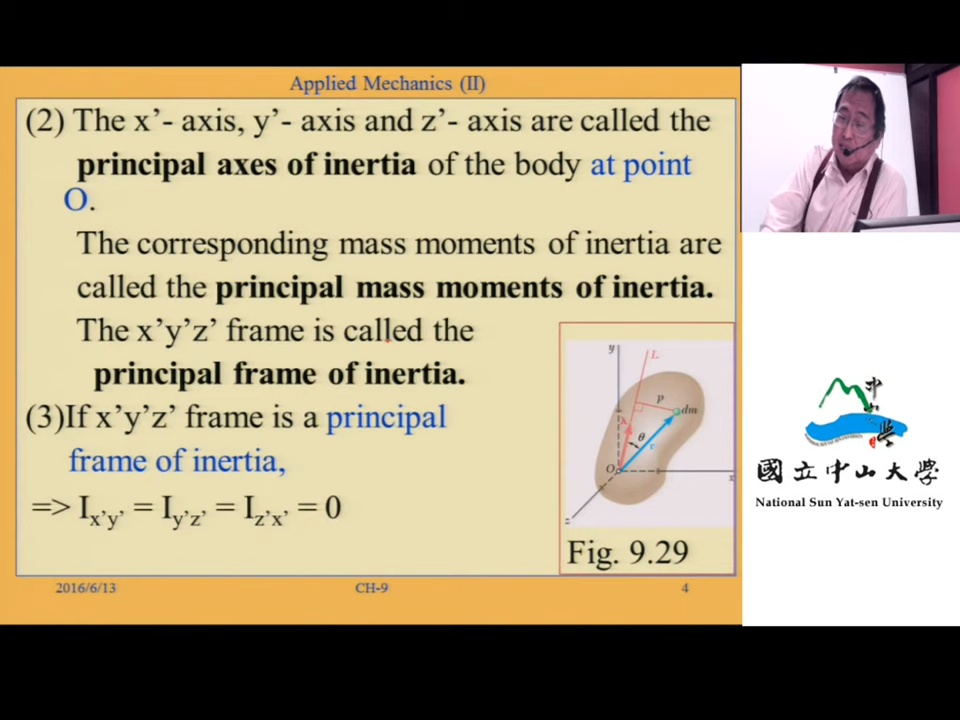 Applied Mechanics (II)
(2) The x’- axis, y’- axis and z’- axis are called the
principal axes of inertia of the body at point
O.
The corresponding mass moments of inertia are
called the principal mass moments of inertia.
The x’y’z’ frame is called the
principal frame of inertia.
(3)If x’y’z’ frame is a principal
frame of inertia,
=> Ix’y’ = Iy’z’ = Iz’x’ = 0
y
L
p
dm
λ
θ
r
O
x
z
Fig. 9.29
2016/6/13
CH-9
4
中山大學
國立中山大學
National Sun Yat-sen University